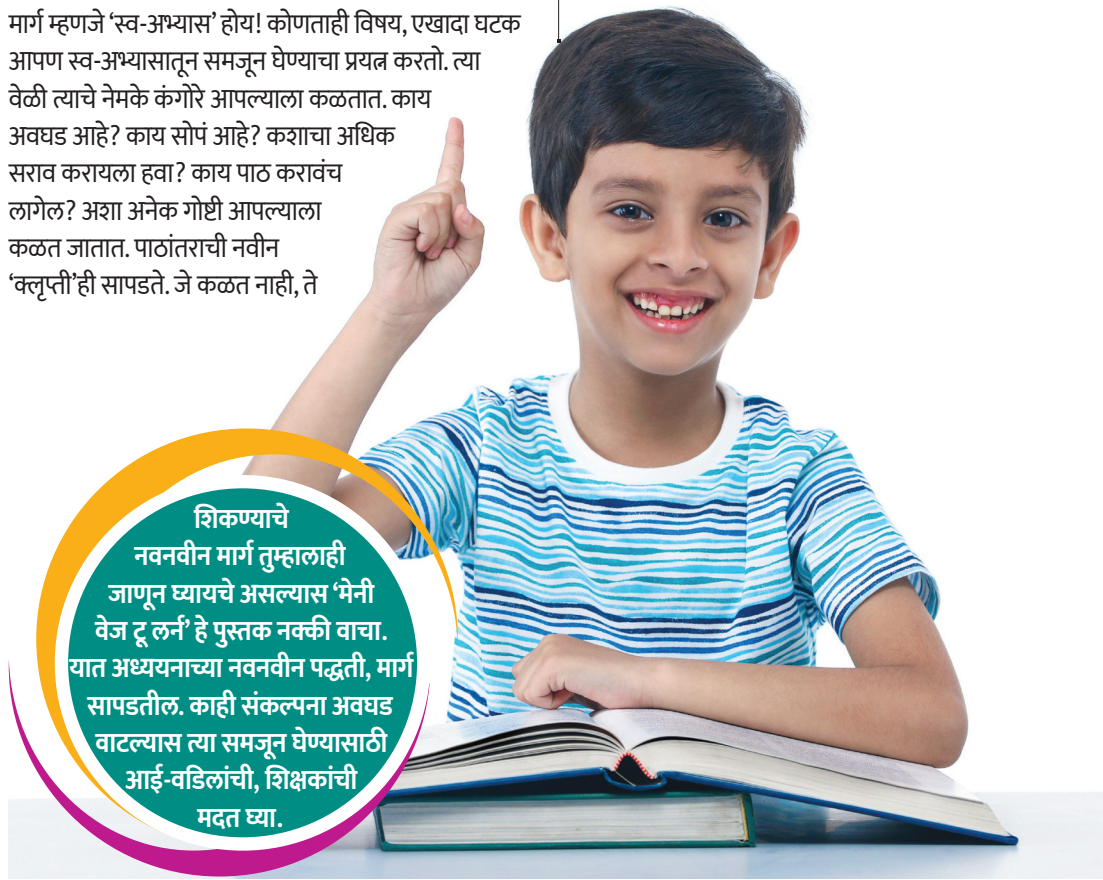 मार्ग म्हणजे ‘स्व-अभ्यास’ होय! कोणताही विषय, एखादा घटक
आपण स्व-अभ्यासातून समजून घेण्याचा प्रयत्न करतो. त्या
वेळी त्याचे नेमके कंगोरे आपल्याला कळतात. काय
अवघड आहे? काय सोपं आहे? कशाचा अधिक
सराव करायला हवा? काय पाठ करावंच
लागेल? अशा अनेक गोष्टी आपल्याला
कळत जातात. पाठांतराची नवीन
‘क्लृप्ती’ही सापडते. जे कळत नाही, ते
शिकण्याचे
नवनवीन मार्ग तुम्हालाही
जाणून घ्यायचे असल्यास ‘मेनी
वेज टू लर्न’ हे पुस्तक नक्की वाचा.
यात अध्ययनाच्या नवनवीन पद्धती, मार्ग
सापडतील. काही संकल्पना अवघड
वाटल्यास त्या समजून घेण्यासाठी
आई-वडिलांची, शिक्षकांची
मदत घ्या.